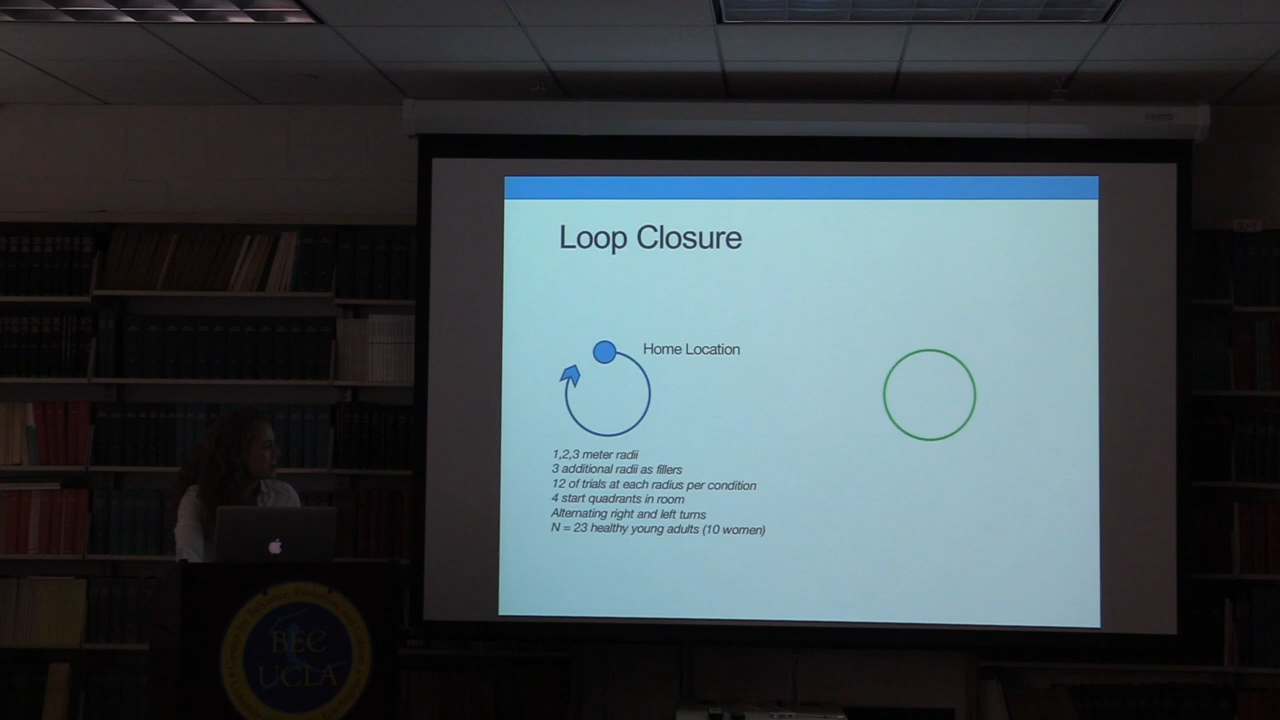 Loop Closure
Home Location
1,2,3 meter radii
3 additional radii as fillers
12 of trials at each radius per condition
4 start quadrants in room
Alternating right and left turns
N = 23 healthy young adults (10 women)
BEC
UCLA